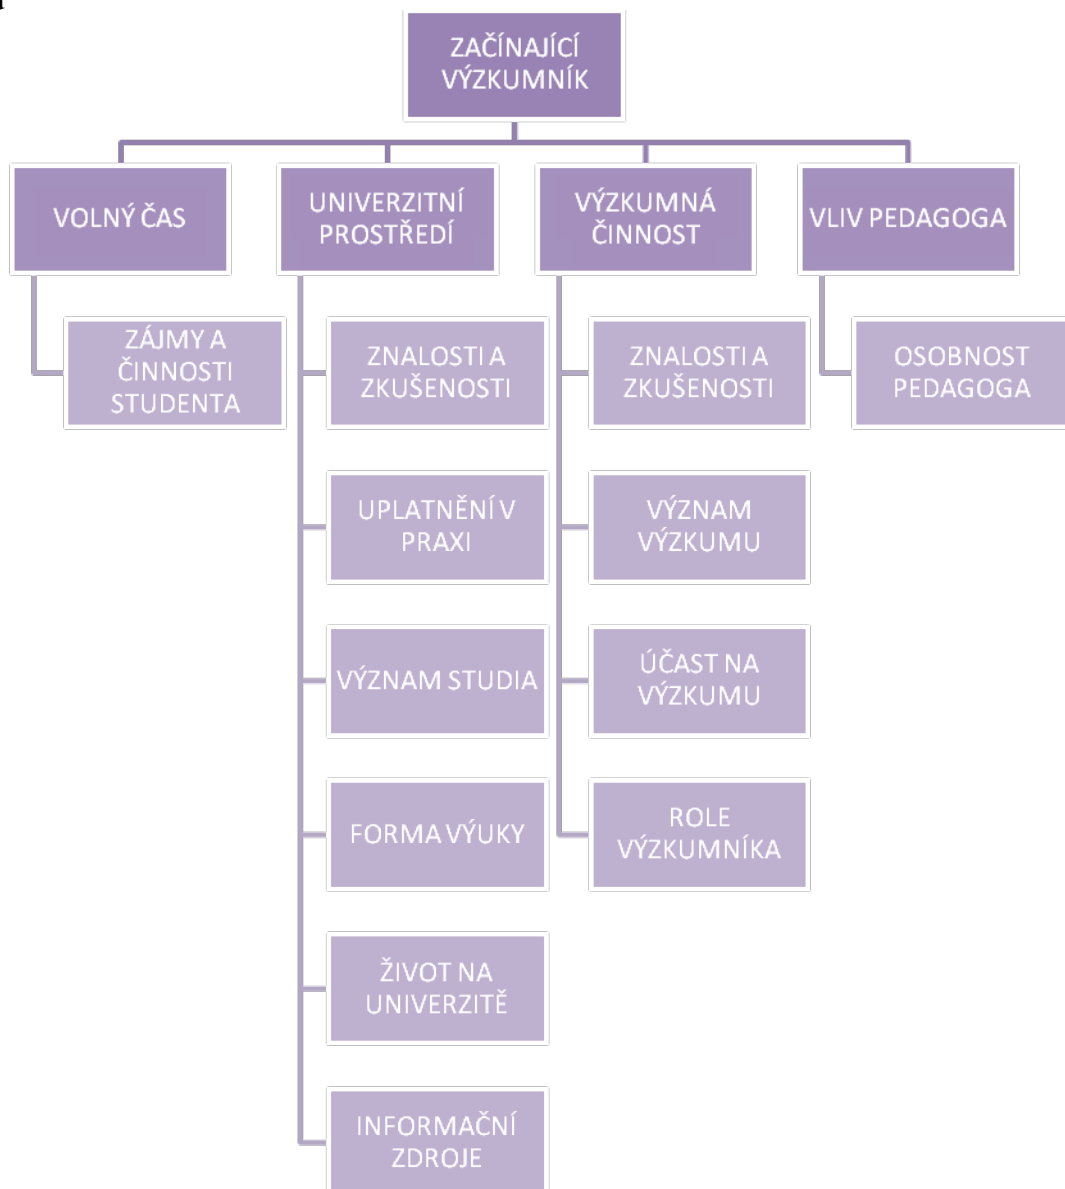 ZAČÍNAJÍCÍ
VÝZKUMNÍK
VOLNÝ ČAS
UNIVERZITNÍ
PROSTŘEDÍ
VÝZKUMNÁ
ČINNOST
VLIV PEDAGOGA
ZÁJMY A
ČINNOSTI
STUDENTA
ZNALOSTI A
ZKUŠENOSTI
UPLATNĚNÍ V
PRAXI
VÝZNAM STUDIA
FORMA VÝUKY
ŽIVOT NA
UNIVERZITĚ
INFORMAČNÍ
ZDROJE
ZNALOSTI A
ZKUŠENOSTI
VÝZNAM
VÝZKUMU
ÚČAST NA
VÝZKUMU
ROLE
VÝZKUMNÍKA
OSOBNOST
PEDAGOGA